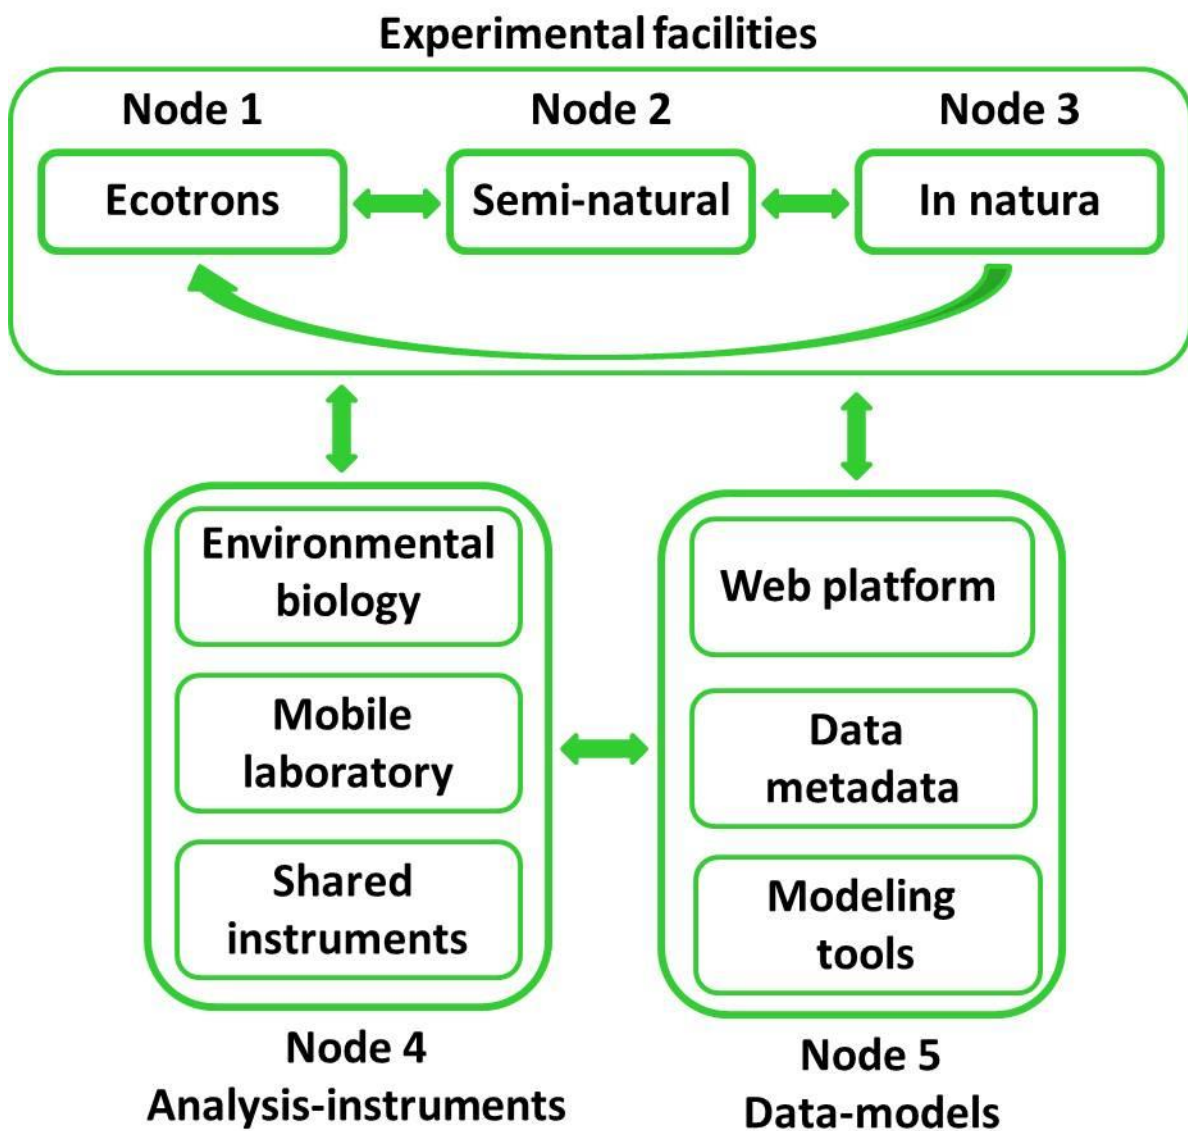 Experimental facilities
Node 1
Node 2
Node 3
Ecotrons
Semi-natural
In natura
Environmental
biology
Mobile
laboratory
Shared
instruments
Node 4
Analysis-instruments
Web platform
Data
metadata
Modeling
tools
Node 5
Data-models